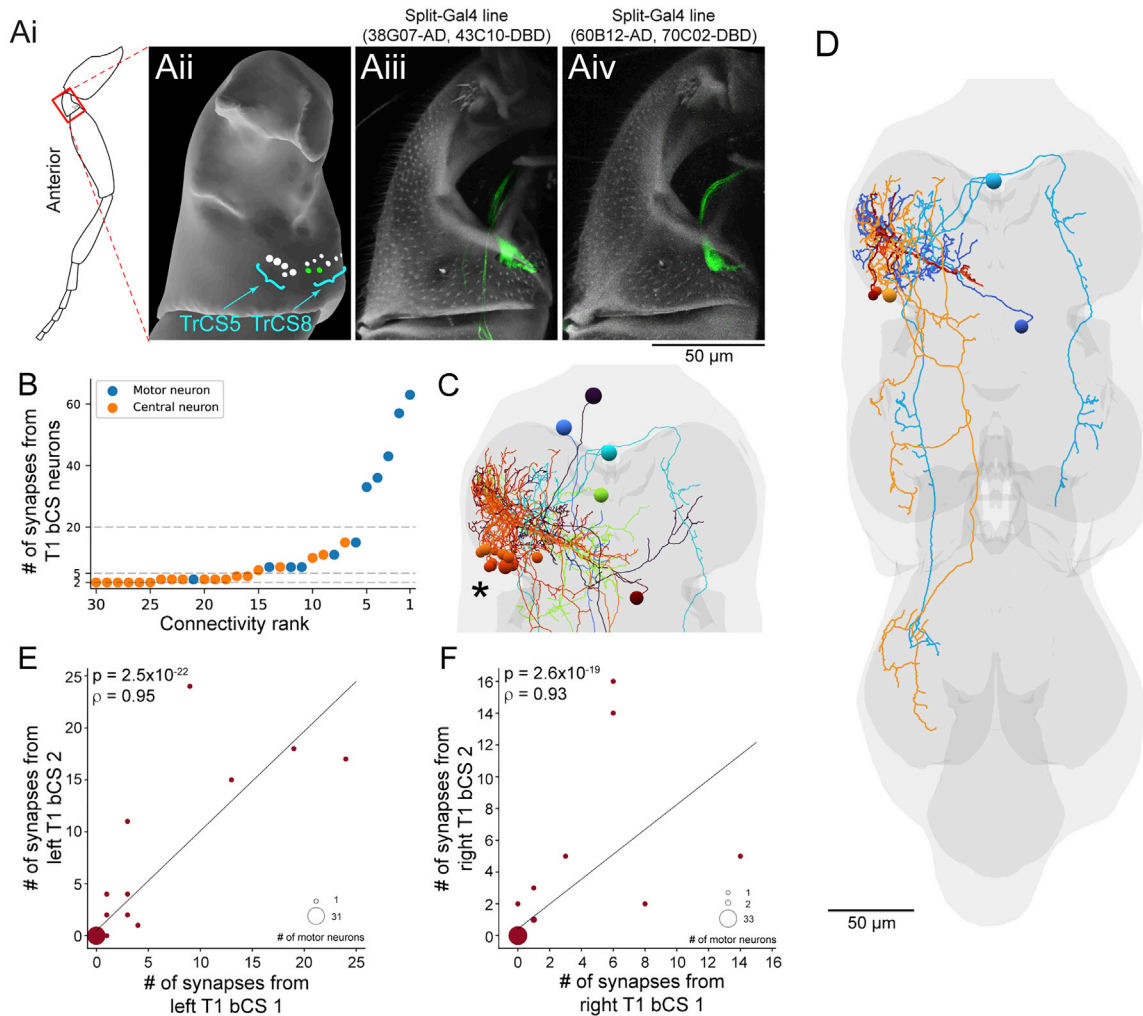 Ai
Anterior
Aii
TrCS5
TrCS8
Split-Gal4 line
(38G07-AD, 43C10-DBD)
Aiii
Split-Gal4 line
(60B12-AD, 70C02-DBD)
Aiv
50 µm
B
# of synapses from
T1 bCS neurons
60
40
20
5
2
Motor neuron
Central neuron
30
20
15
10
5
1
Connectivity rank
C
*
D
50 µm
E
p = 2.5x10-22
ρ = 0.95
# of synapses from
left T1 bCS 2
25
20
15
10
5
0
1
31
# of motor neurons
0
5
10
15
20
25
# of synapses from
left T1 bCS 1
F
p = 2.6x10-19
ρ = 0.93
# of synapses from
right T1 bCS 2
16
14
12
10
8
6
4
2
0
1
2
33
# of motor neurons
0
2
4
6
8
10
12
14
16
# of synapses from
right T1 bCS 1